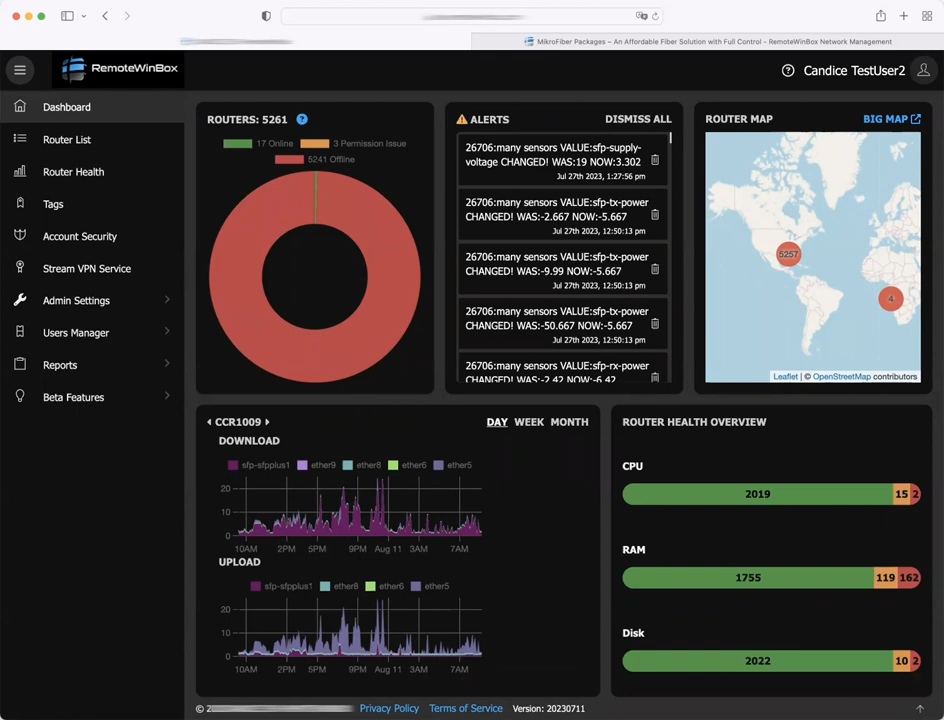 MikroFiber Packages – An Affordable Fiber Solution with Full Control - RemoteWinBox Network Management
RemoteWinBox
Candice TestUser2
Dashboard
Router List
Router Health
Tags
Account Security
Stream VPN Service
Admin Settings
Users Manager
Reports
Beta Features
ROUTERS: 5261 ?
17 Online 3 Permission Issue
5241 Offline
ALERTS DISMISS ALL
26706:many sensors VALUE:sfp-supply-
voltage CHANGED! WAS:19 NOW:3.302
Jul 27th 2023, 1:27:56 pm
26706:many sensors VALUE:sfp-tx-power
CHANGED! WAS:-2.667 NOW:-5.667
Jul 27th 2023, 12:50:13 pm
26706:many sensors VALUE:sfp-tx-power
CHANGED! WAS:-9.99 NOW:-5.667
Jul 27th 2023, 12:50:13 pm
26706:many sensors VALUE:sfp-tx-power
CHANGED! WAS:-50.667 NOW:-5.667
Jul 27th 2023, 12:50:13 pm
26706:many sensors VALUE:sfp-rx-power
CHANGED! WAS:-2.42 NOW:-6.42
ROUTER MAP BIG MAP
5257
4
Leaflet | © OpenStreetMap contributors
CCR1009 DAY WEEK MONTH
DOWNLOAD
sfp-sfpplus1 ether9 ether8 ether6 ether5
20
10
0
10AM 2PM 5PM 9PM Aug 11 3AM 7AM
UPLOAD
sfp-sfpplus1 ether8 ether6 ether5
20
10
0
10AM 2PM 5PM 9PM Aug 11 3AM 7AM
ROUTER HEALTH OVERVIEW
CPU
2019 15 2
RAM
1755 119 162
Disk
2022 10 2
© 2 Privacy Policy Terms of Service Version: 20230711